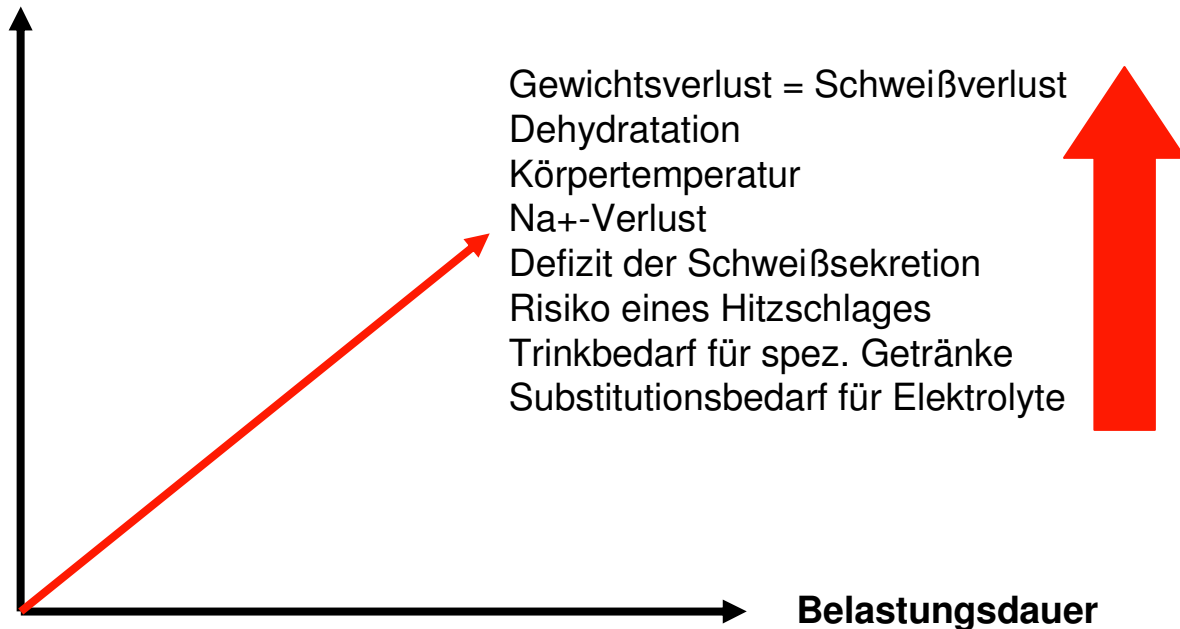 Gewichtsverlust = Schweißverlust
Dehydratation
Körpertemperatur
Na+-Verlust
Defizit der Schweißsekretion
Risiko eines Hitzschlages
Trinkbedarf für spez. Getränke
Substitutionsbedarf für Elektrolyte
Belastungsdauer